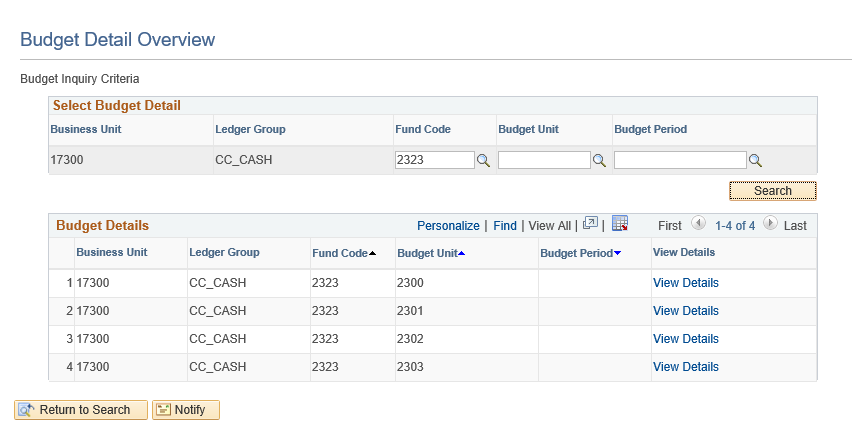 Budget Detail Overview
Budget Inquiry Criteria
Select Budget Detail
Business Unit Ledger Group Fund Code Budget Unit Budget Period
17300 CC_CASH 2323
Search
Budget Details Personalize | Find | View All | | First 1-4 of 4 Last
Business Unit Ledger Group Fund Code Budget Unit Budget Period View Details
1 17300 CC_CASH 2323 2300 View Details
2 17300 CC_CASH 2323 2301 View Details
3 17300 CC_CASH 2323 2302 View Details
4 17300 CC_CASH 2323 2303 View Details
Return to Search Notify